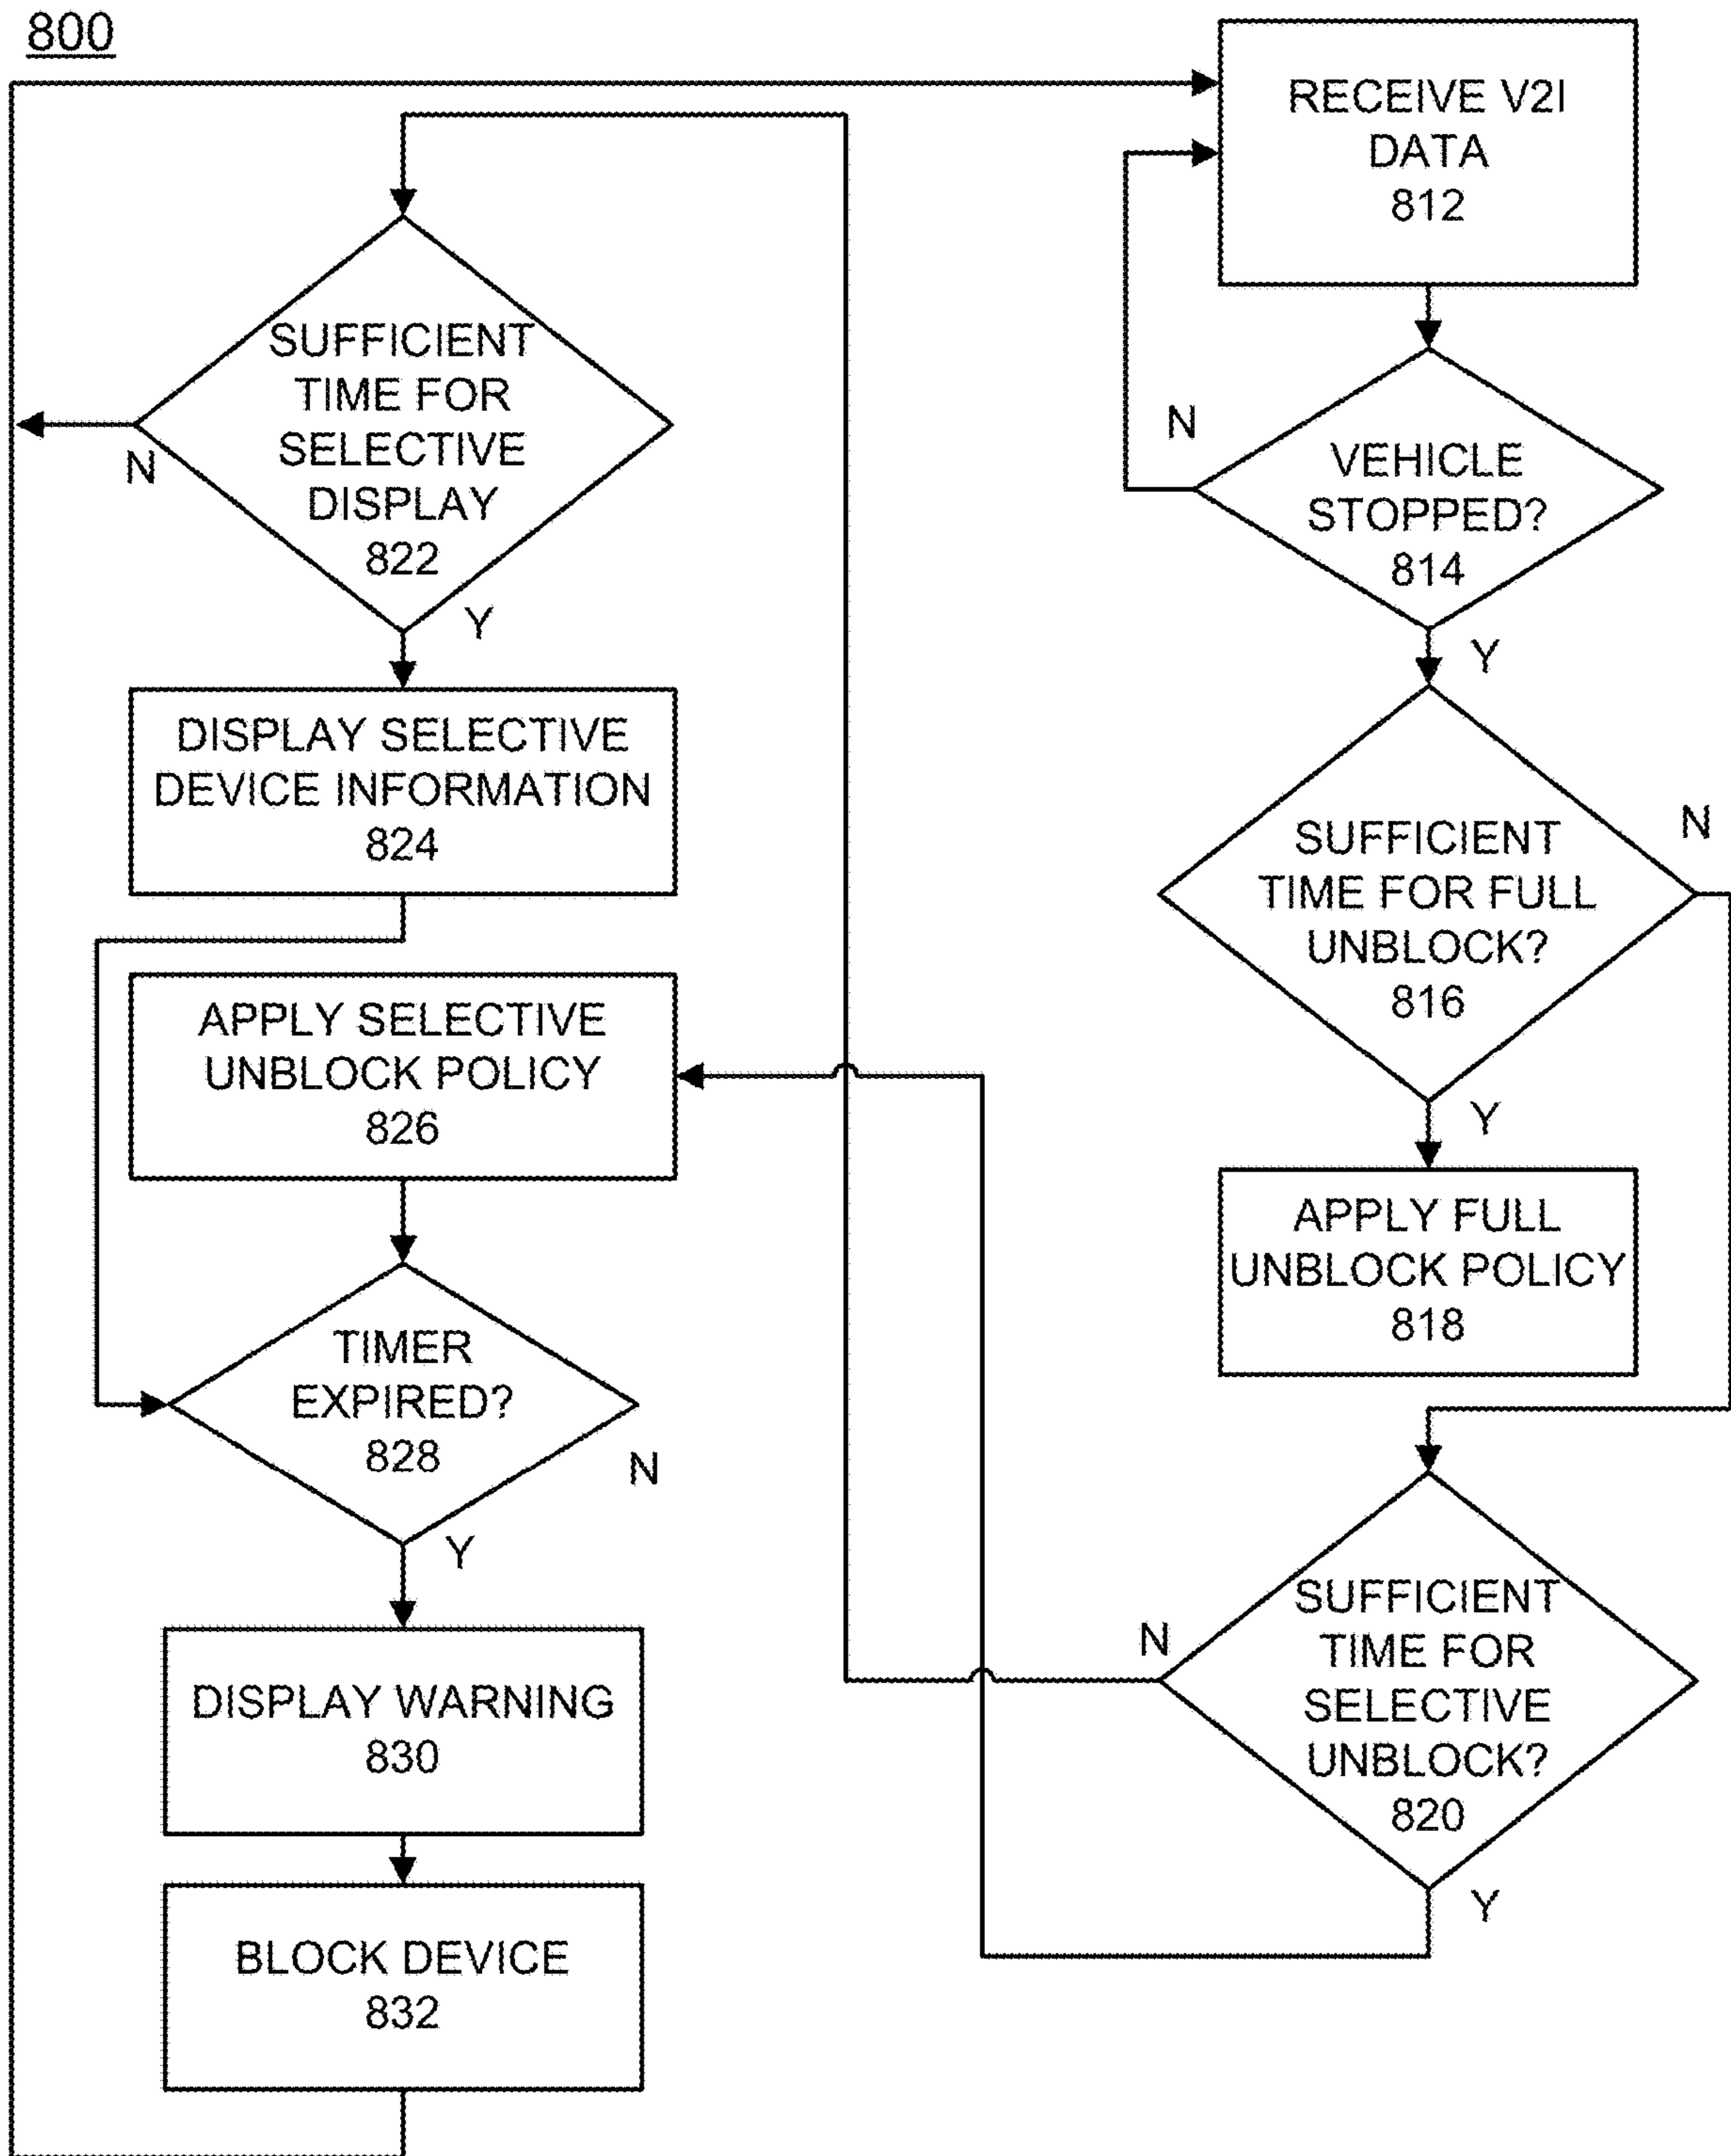 800
RECEIVE V2I
DATA
812
VEHICLE
STOPPED?
814
N
Y
SUFFICIENT
TIME FOR FULL
UNBLOCK?
816
N
Y
APPLY FULL
UNBLOCK POLICY
818
SUFFICIENT
TIME FOR
SELECTIVE
UNBLOCK?
820
N
Y
SUFFICIENT
TIME FOR
SELECTIVE
DISPLAY
822
N
Y
DISPLAY SELECTIVE
DEVICE INFORMATION
824
APPLY SELECTIVE
UNBLOCK POLICY
826
TIMER
EXPIRED?
828
N
Y
DISPLAY WARNING
830
BLOCK DEVICE
832